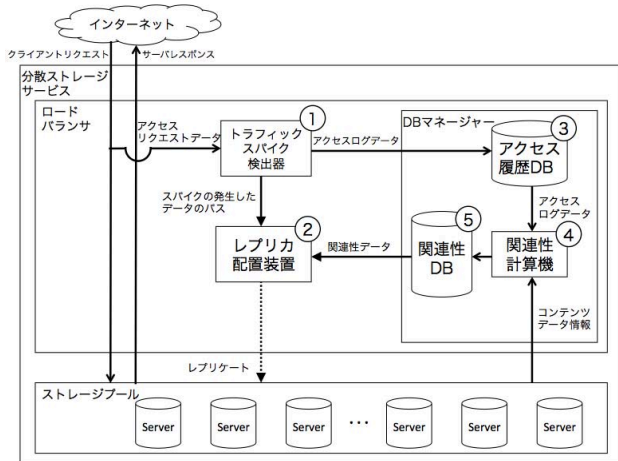 インターネット
クライアントリクエスト
サーバレスポンス
分散ストレージ
サービス
ロード
バランサ
アクセス
リクエストデータ
①
トラフィック
スパイク
検出器
アクセスログデータ
DBマネージャー
③
アクセス
履歴DB
スパイクの発生した
データのパス
アクセス
ログデータ
②
レプリカ
配置装置
関連性データ
⑤
関連性
DB
④
関連性
計算機
コンテンツ
データ情報
レプリケート
ストレージプール
Server
Server
Server
…
Server
Server
Server